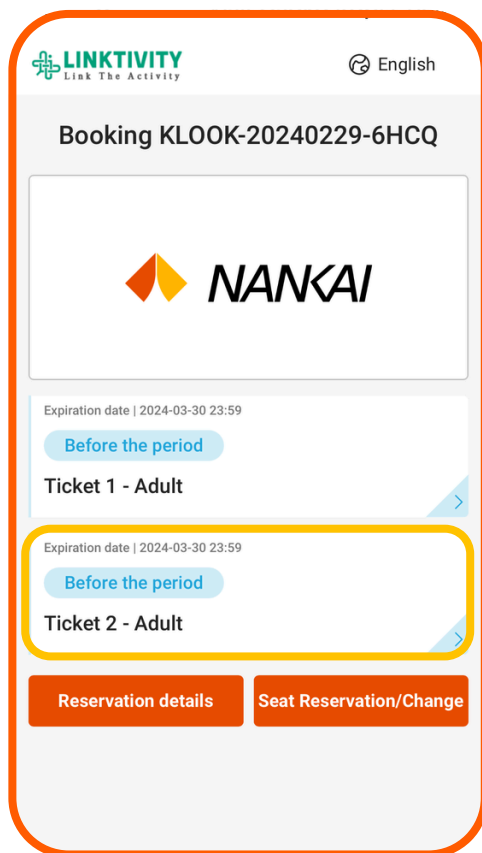 LINKTIVITY
Link The Activity
English
Booking KLOOK-20240229-6HCQ
NANKAI
Expiration date | 2024-03-30 23:59
Before the period
Ticket 1 - Adult
Expiration date | 2024-03-30 23:59
Before the period
Ticket 2 - Adult
Reservation details
Seat Reservation/Change